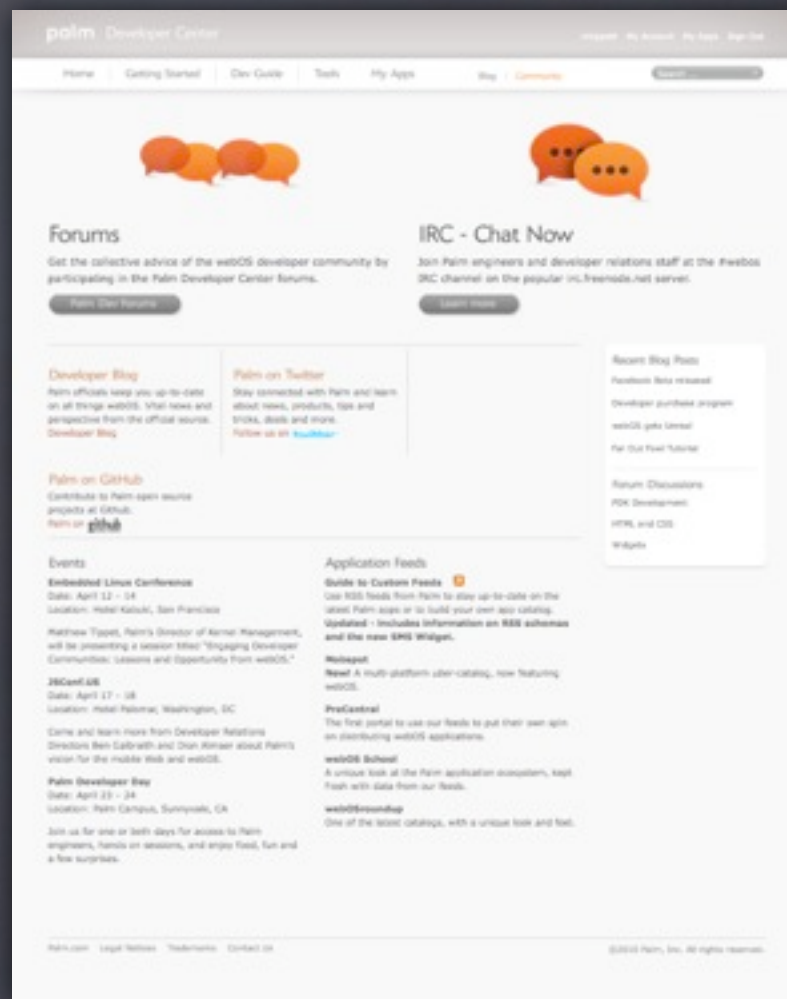 palm Developer Center
My Account My Apps Sign Out
Home Getting Started Dev Guide Tools My Apps Blog Community Search
Forums
Get the collective advice of the webOS developer community by
participating in the Palm Developer Center forums.
Palm Dev Forums
IRC - Chat Now
Join Palm engineers and developer relations staff at the #webos
IRC channel on the popular irc.freenode.net server.
Learn more
Developer Blog
Palm officials keep you up-to-date
on all things webOS. Vital news and
perspective from the official source.
Developer Blog
Palm on Twitter
Stay connected with Palm and learn
about news, products, tips and
tricks, deals and more.
Follow us on twitter
Palm on GitHub
Contribute to Palm open source
projects at Github.
Palm on github
Recent Blog Posts
Facebook Beta released
Developer purchase program
webOS gets Unreal
Far Out Pixel Tutorial
Forum Discussions
PDK Development
HTML and CSS
Widgets
Events
Embedded Linux Conference
Date: April 12 - 14
Location: Hotel Kabuki, San Francisco
Matthew Tippet, Palm's Director of Kernel Management,
will be presenting a session titled "Engaging Developer
Communities: Lessons and Opportunity from webOS."
JSConf.US
Date: April 17 - 18
Location: Hotel Palomar, Washington, DC
Come and learn more from Developer Relations
Directors Ben Galbraith and Dion Almaer about Palm's
vision for the mobile Web and webOS.
Palm Developer Day
Date: April 23 - 24
Location: Palm Campus, Sunnyvale, CA
Join us for one or both days for access to Palm
engineers, hands on sessions, and enjoy food, fun and
a few surprises.
Application Feeds
Guide to Custom Feeds
Use RSS feeds from Palm to stay up-to-date on the
latest Palm apps or to build your own app catalog.
Updated - Includes information on RSS schemas
and the new SMS Widget.
Mobspot
New! A multi-platform uber-catalog, now featuring
webOS.
PreCentral
The first portal to use our feeds to put their own spin
on distributing webOS applications.
webOS School
A unique look at the Palm application ecosystem, kept
fresh with data from our feeds.
webOSroundup
One of the latest catalogs, with a unique look and feel.
Palm.com Legal Notices Trademarks Contact Us
©2010 Palm, Inc. All rights reserved.